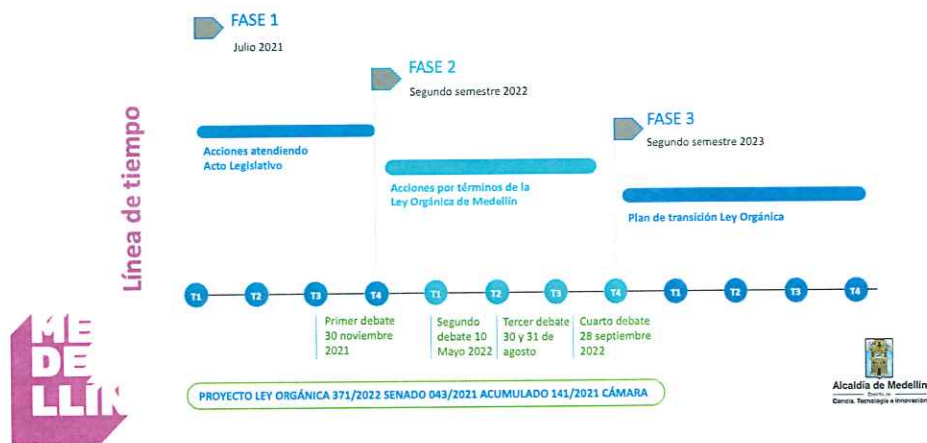 FASE 1
Julio 2021
FASE 2
Segundo semestre 2022
FASE 3
Segundo semestre 2023
Línea de tiempo
Acciones atendiendo
Acto Legislativo
Acciones por términos de la
Ley Orgánica de Medellín
Plan de transición Ley Orgánica
T1 T2 T3 T4 T1 T2 T3 T4 T1 T2 T3 T4
Primer debate
30 noviembre
2021
Segundo
debate 10
Mayo 2022
Tercer debate
30 y 31 de
agosto
Cuarto debate
28 septiembre
2022
PROYECTO LEY ORGÁNICA 371/2022 SENADO 043/2021 ACUMULADO 141/2021 CÁMARA
ME
DE
LLÍN
Alcaldía de Medellín
Distrito de
Ciencia, Tecnología e Innovación